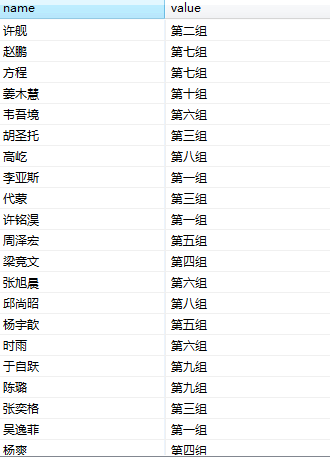 name value
许舰 第二组
赵鹏 第七组
方程 第七组
姜木慧 第十组
韦吾境 第六组
胡圣托 第三组
高屹 第八组
李亚斯 第一组
代蒙 第三组
许铭淏 第一组
周泽宏 第五组
梁竞文 第四组
张旭晨 第六组
邱尚昭 第八组
杨宇歆 第五组
时雨 第六组
于自跃 第九组
陈璐 第九组
张奕格 第三组
吴逸菲 第一组
杨爽 第四组